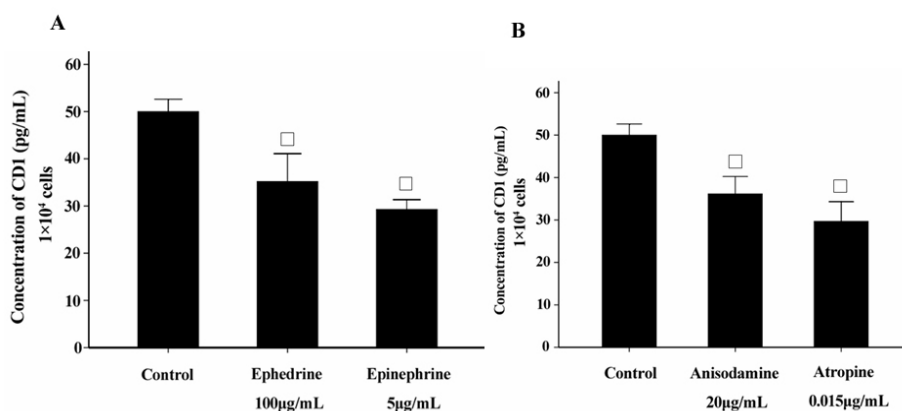 A
Concentration of CD1 (pg/mL)
1×10⁴ cells
60
50
40
30
20
10
0
□
□
Control
Ephedrine
100μg/mL
Epinephrine
5μg/mL
B
Concentration of CD1 (pg/mL)
1×10⁴ cells
60
50
40
30
20
10
0
□
□
Control
Anisodamine
20μg/mL
Atropine
0.015μg/mL